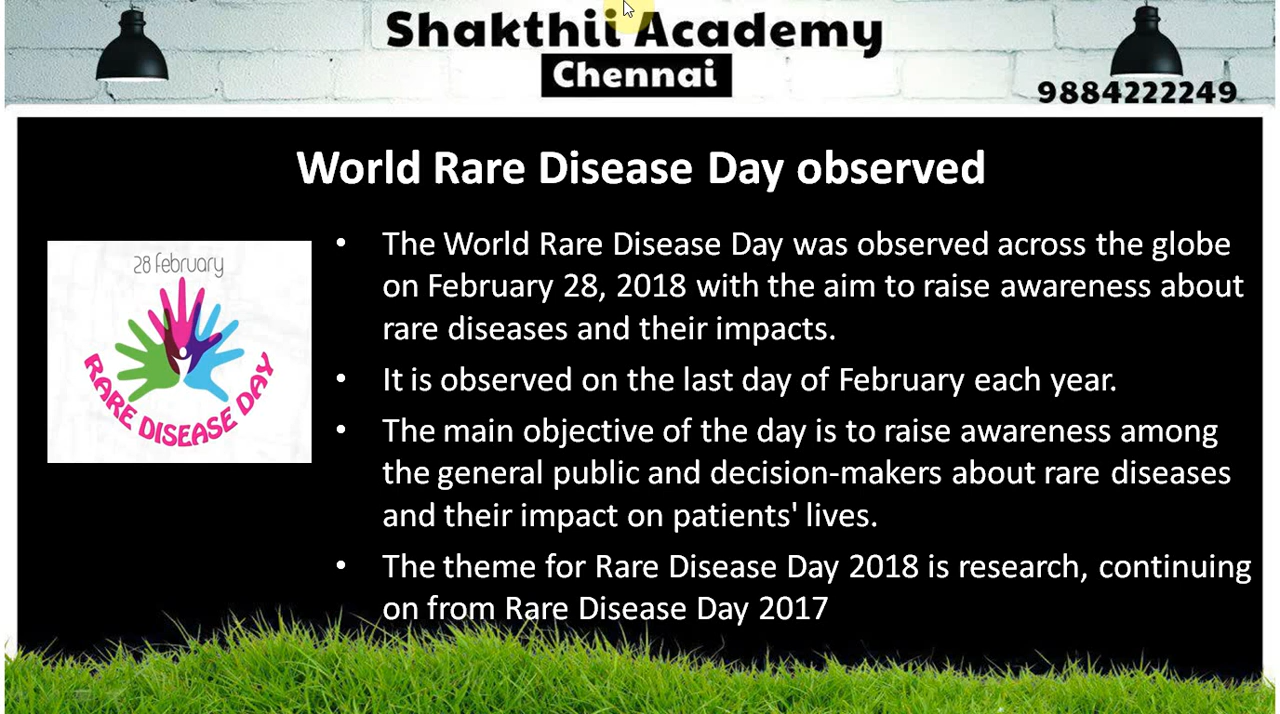 Shakthii Academy
Chennai
9884222249
World Rare Disease Day observed
28 February
RARE DISEASE DAY
• The World Rare Disease Day was observed across the globe
on February 28, 2018 with the aim to raise awareness about
rare diseases and their impacts.
• It is observed on the last day of February each year.
• The main objective of the day is to raise awareness among
the general public and decision-makers about rare diseases
and their impact on patients' lives.
• The theme for Rare Disease Day 2018 is research, continuing
on from Rare Disease Day 2017